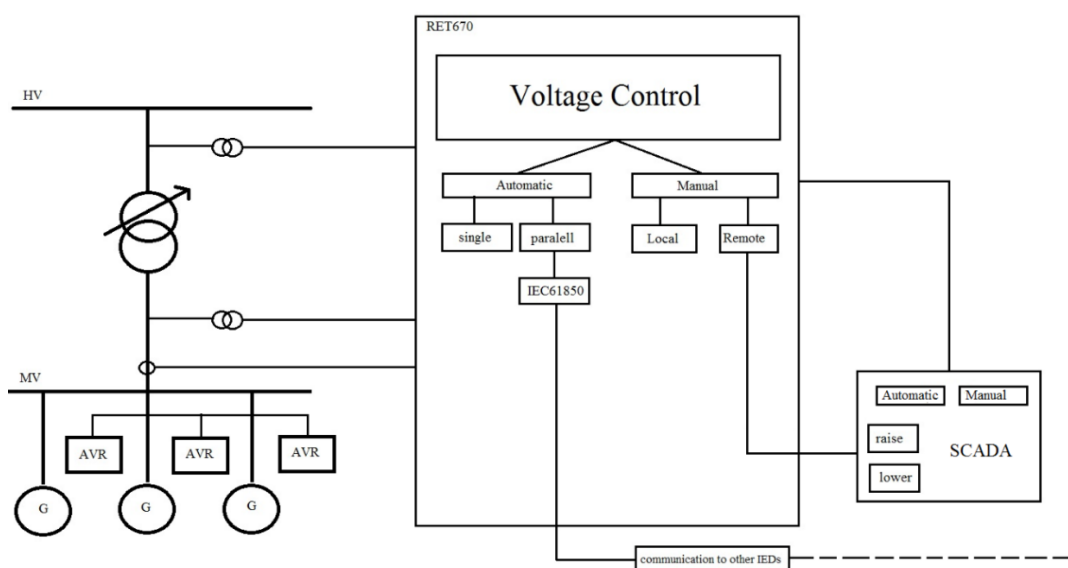 RET670
Voltage Control
HV
Automatic
Manual
single
paralell
Local
Remote
IEC61850
MV
Automatic
Manual
raise
SCADA
lower
AVR
AVR
AVR
G
G
G
communication to other IEDs